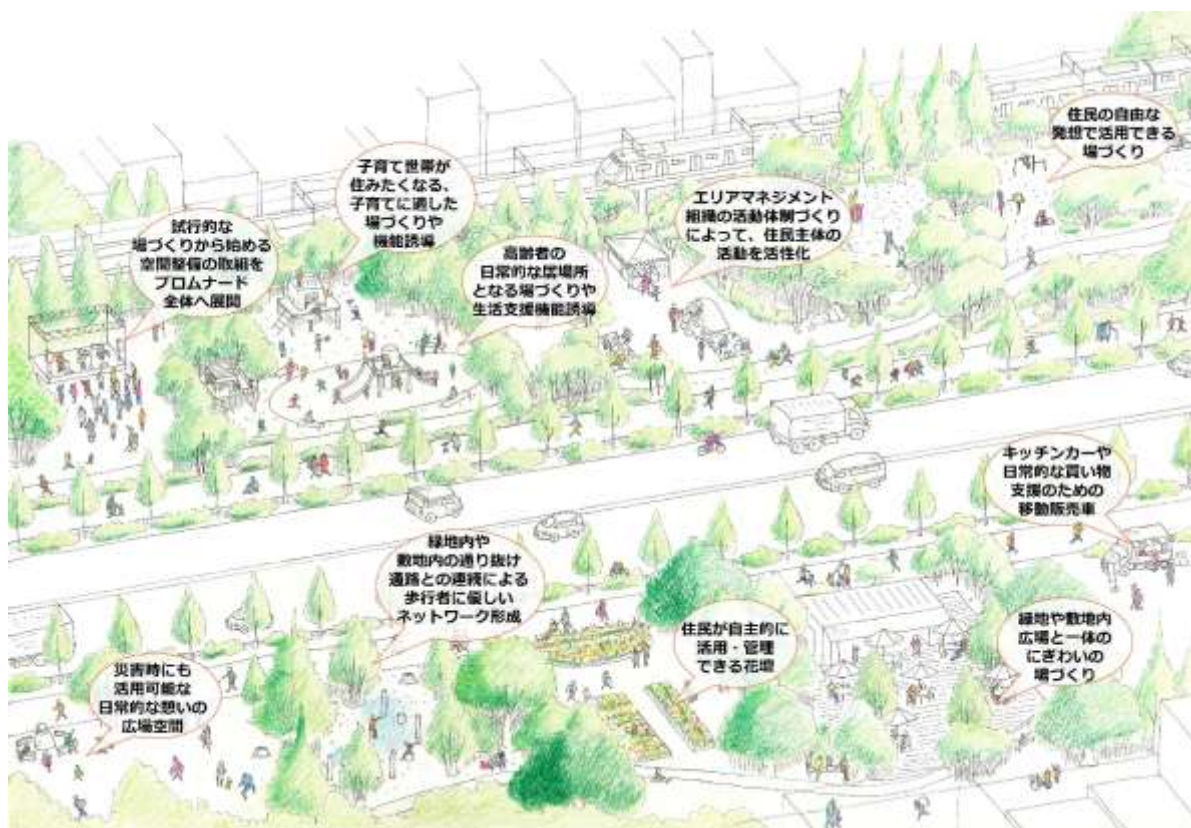 住民の自由な
発想で活用できる
場づくり
子育て世帯が
住みたくなる、
子育てに適した
場づくりや
機能誘導
エリアマネジメント
組織の活動体制づくり
によって、住民主体の
活動を活性化
試行的な
場づくりから始める
空間整備の取組を
プロムナード
全体へ展開
高齢者の
日常的な居場所
となる場づくりや
生活支援機能誘導
キッチンカーや
日常的な買い物
支援のための
移動販売車
緑地内や
敷地内の通り抜け
通路との連続による
歩行者に優しい
ネットワーク形成
住民が自主的に
活用・管理
できる花壇
緑地や敷地内
広場と一体の
にぎわいの
場づくり
災害時にも
活用可能な
日常的な憩いの
広場空間